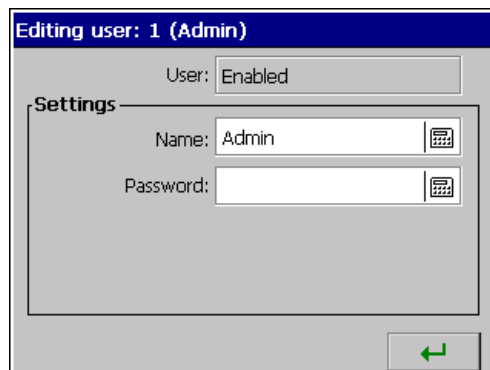 Editing user: 1 (Admin)
User: Enabled
Settings
Name: Admin
Password: